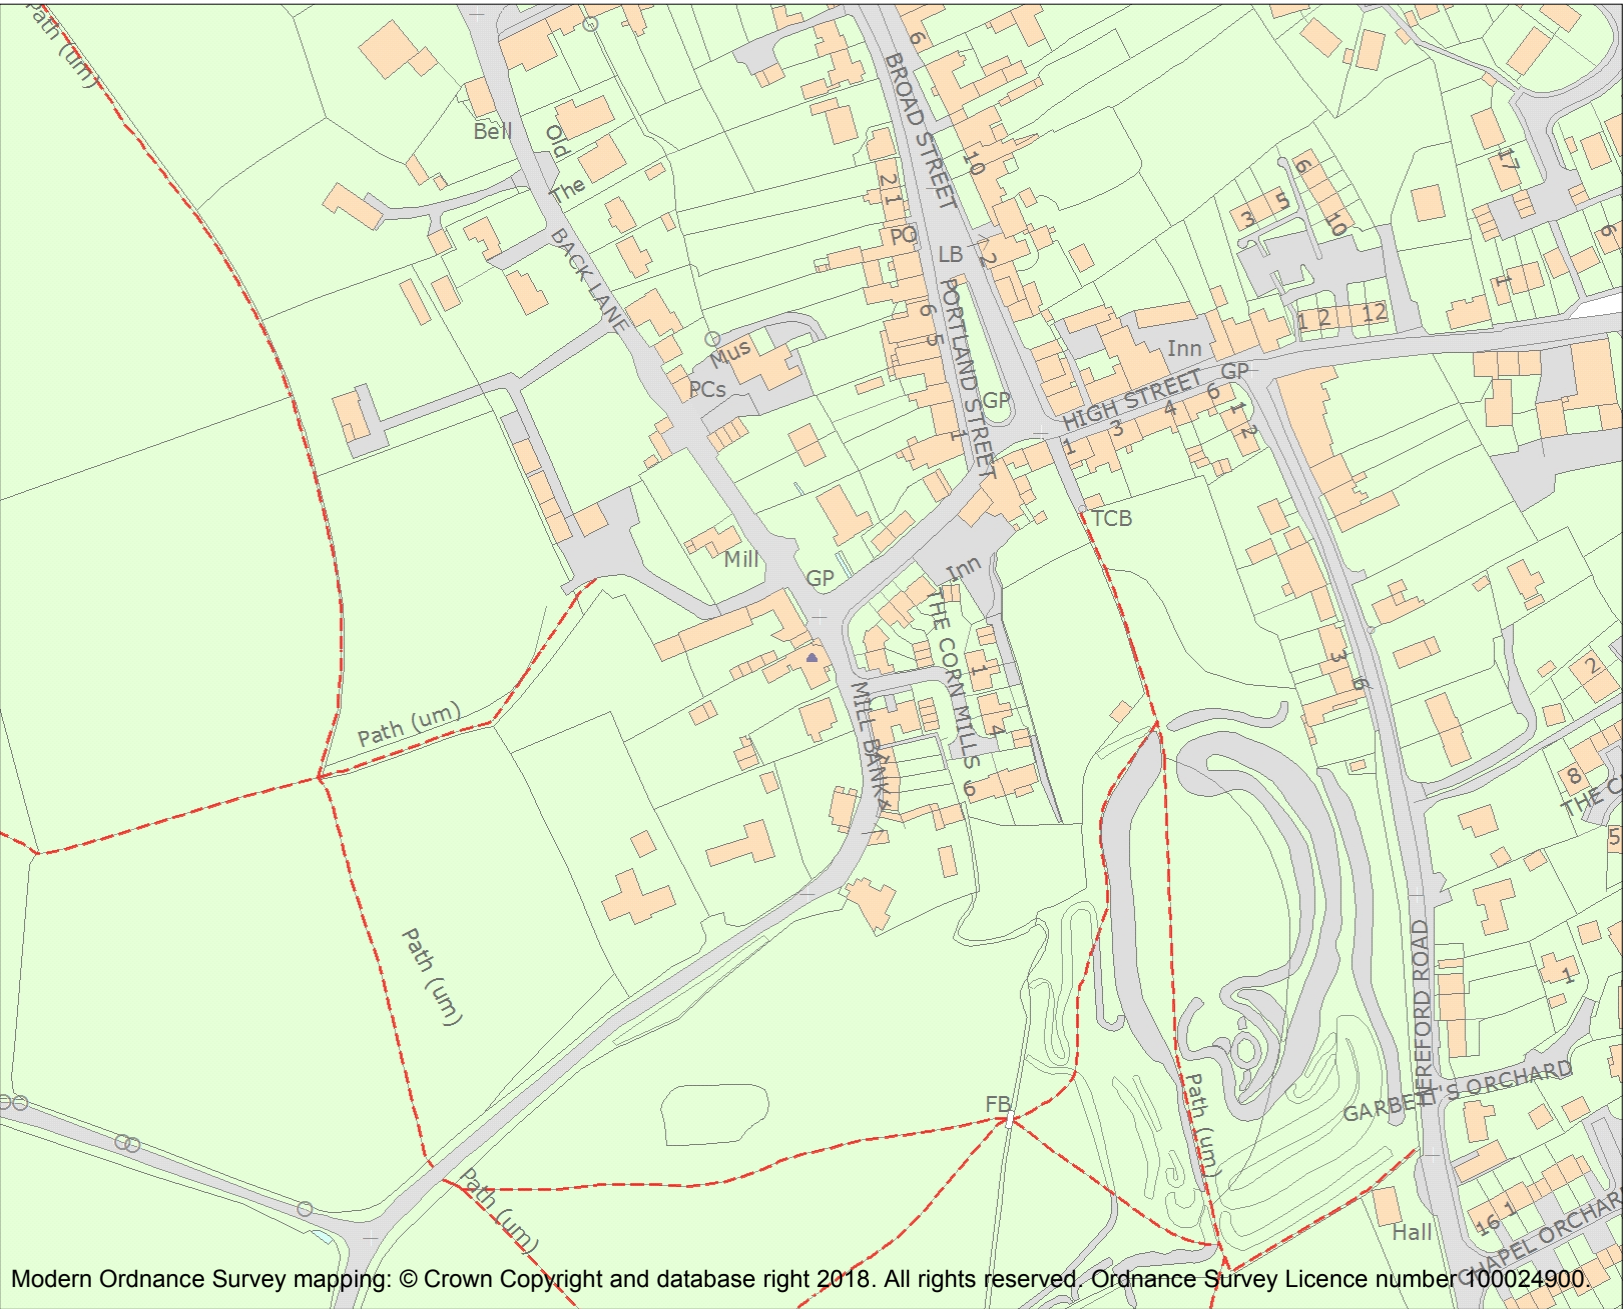 Path (um)
Bell
Old
The
BACK LANE
BROAD STREET
6
10
2 1
PO
LB
2
PORTLAND STREET
6
5
1
GP
Mus
PCs
Inn
HIGH STREET
GP
1
3
4
6
1
2
3
5
6
10
1 2
12
17
1
6
TCB
Mill
GP
Inn
THE CORN MILLS
1
4
6
MILL BANK
4
7
3
6
2
8
5
Path (um)
Path (um)
Path (um)
FB
Path (um)
HEREFORD ROAD
1
GARBETT'S ORCHARD
Hall
16 1
CHAPEL ORCHARD
Modern Ordnance Survey mapping: © Crown Copyright and database right 2018. All rights reserved. Ordnance Survey Licence number 100024900.